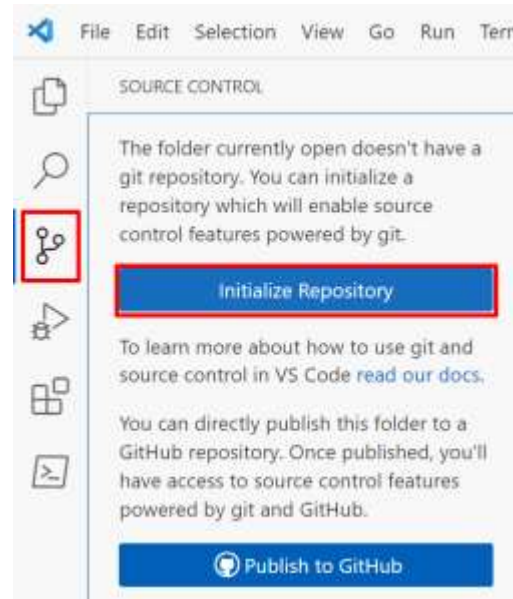 File Edit Selection View Go Run
SOURCE CONTROL
The folder currently open doesn't have a
git repository. You can initialize a
repository which will enable source
control features powered by git.
Initialize Repository
To learn more about how to use git and
source control in VS Code read our docs.
You can directly publish this folder to a
GitHub repository. Once published, you'll
have access to source control features
powered by git and GitHub.
Publish to GitHub